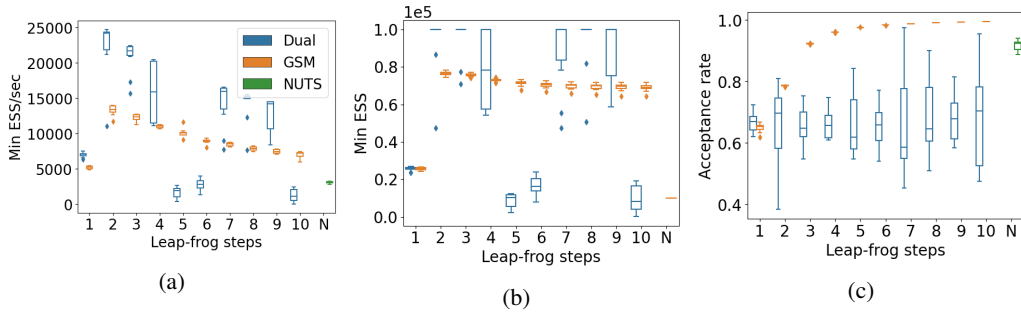 Min ESS/sec
25000
20000
15000
10000
5000
0
Dual
GSM
NUTS
1 2 3 4 5 6 7 8 9 10 N
Leap-frog steps
(a)
1e5
Min ESS
1.0
0.8
0.6
0.4
0.2
0.0
1 2 3 4 5 6 7 8 9 10 N
Leap-frog steps
(b)
Acceptance rate
1.0
0.8
0.6
0.4
1 2 3 4 5 6 7 8 9 10 N
Leap-frog steps
(c)